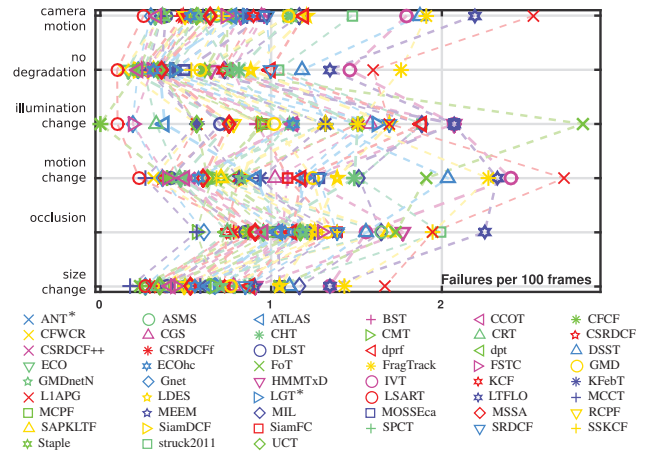 camera
motion
no
degradation
illumination
change
motion
change
occlusion
size
change
Failures per 100 frames
0 1 2
ANT* ASMS ATLAS BST CCOT CFCF
CFWCR CGS CHT CMT CRT CSRDCF
CSRDCF++ CSRDCFf DLST dprf dpt DSST
ECO ECOhc FoT FragTrack FSTC GMD
GMDnetN Gnet HMMTxD IVT KCF KFebT
L1APG LDES LGT* LSART LTFLO MCCT
MCPF MEEM MIL MOSSEca MSSA RCPF
SAPKLTF SiamDCF SiamFC SPCT SRDCF SSKCF
Staple struck2011 UCT